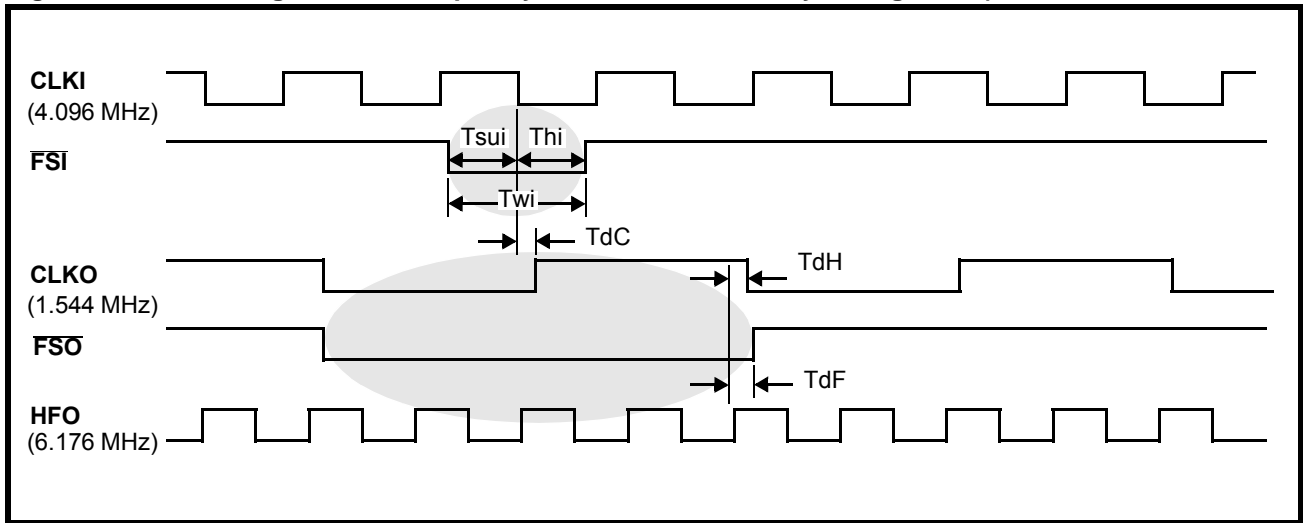 CLKI
(4.096 MHz)
Tsui Thi
FSI
Twi
TdC
CLKO
TdH
(1.544 MHz)
FSO
TdF
HFO
(6.176 MHz)